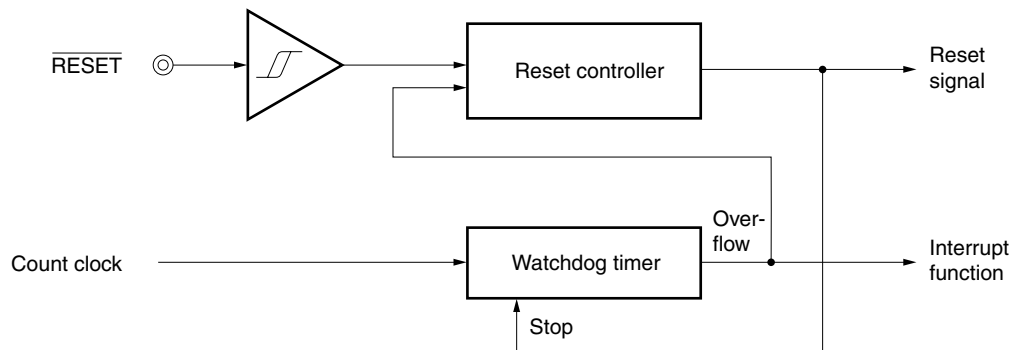 RESET
Reset controller
Reset
signal
Over-
flow
Count clock
Watchdog timer
Interrupt
function
Stop